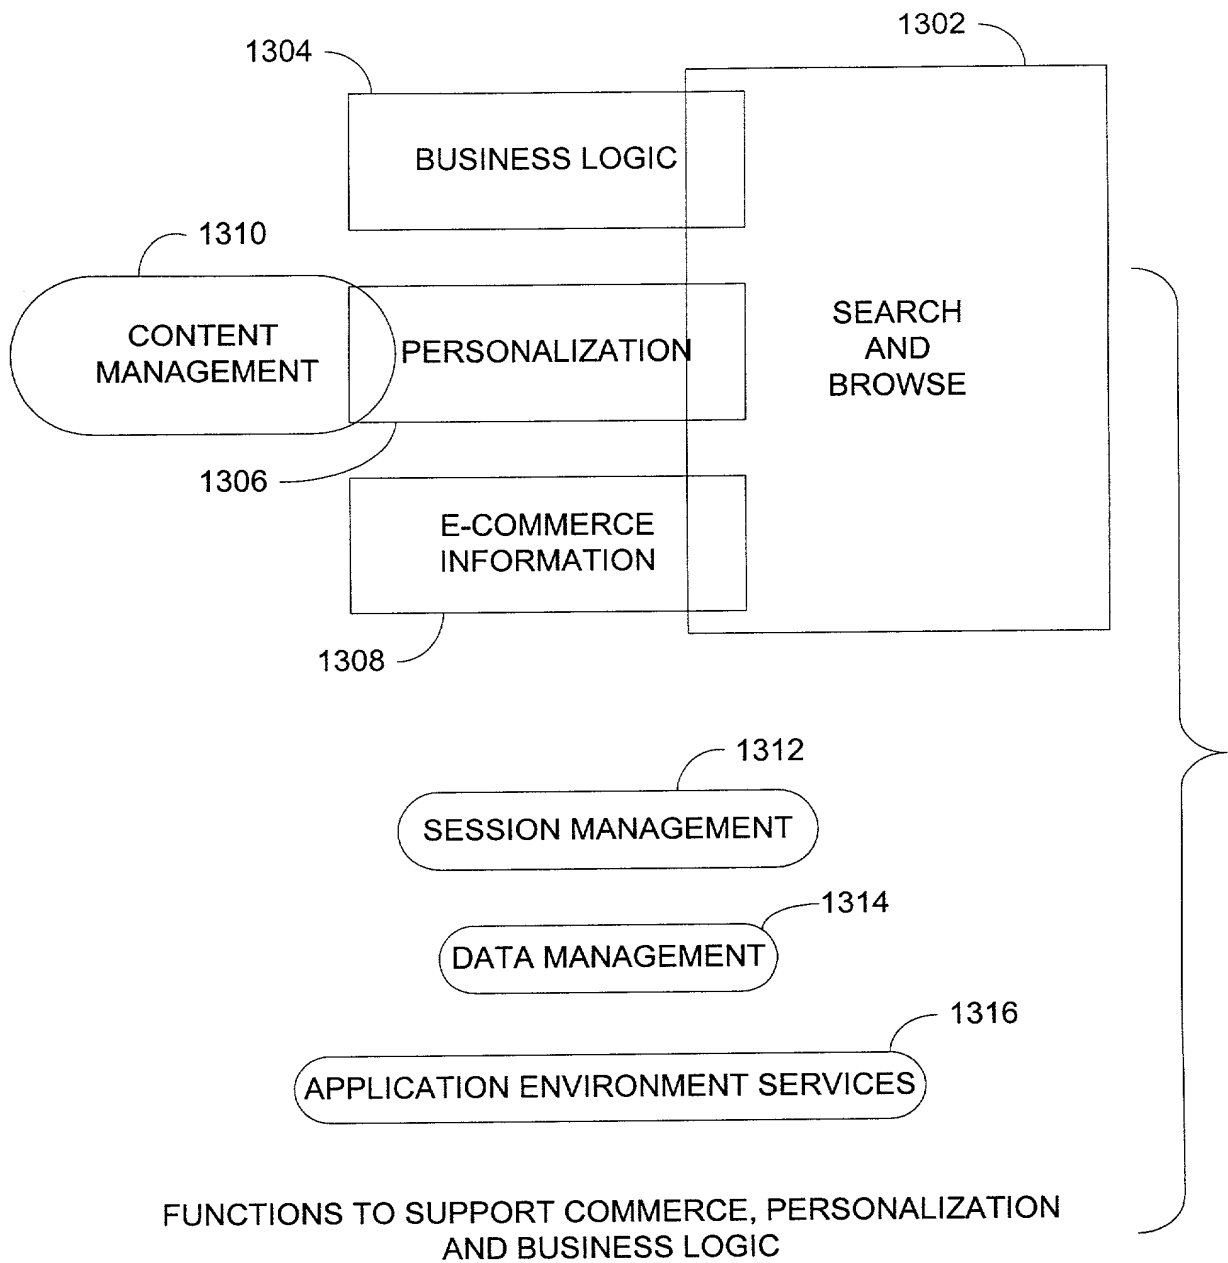 1302
1304
BUSINESS LOGIC
1310
CONTENT
MANAGEMENT
PERSONALIZATION
SEARCH
AND
BROWSE
1306
E-COMMERCE
INFORMATION
1308
1312
SESSION MANAGEMENT
1314
DATA MANAGEMENT
1316
APPLICATION ENVIRONMENT SERVICES
FUNCTIONS TO SUPPORT COMMERCE, PERSONALIZATION
AND BUSINESS LOGIC